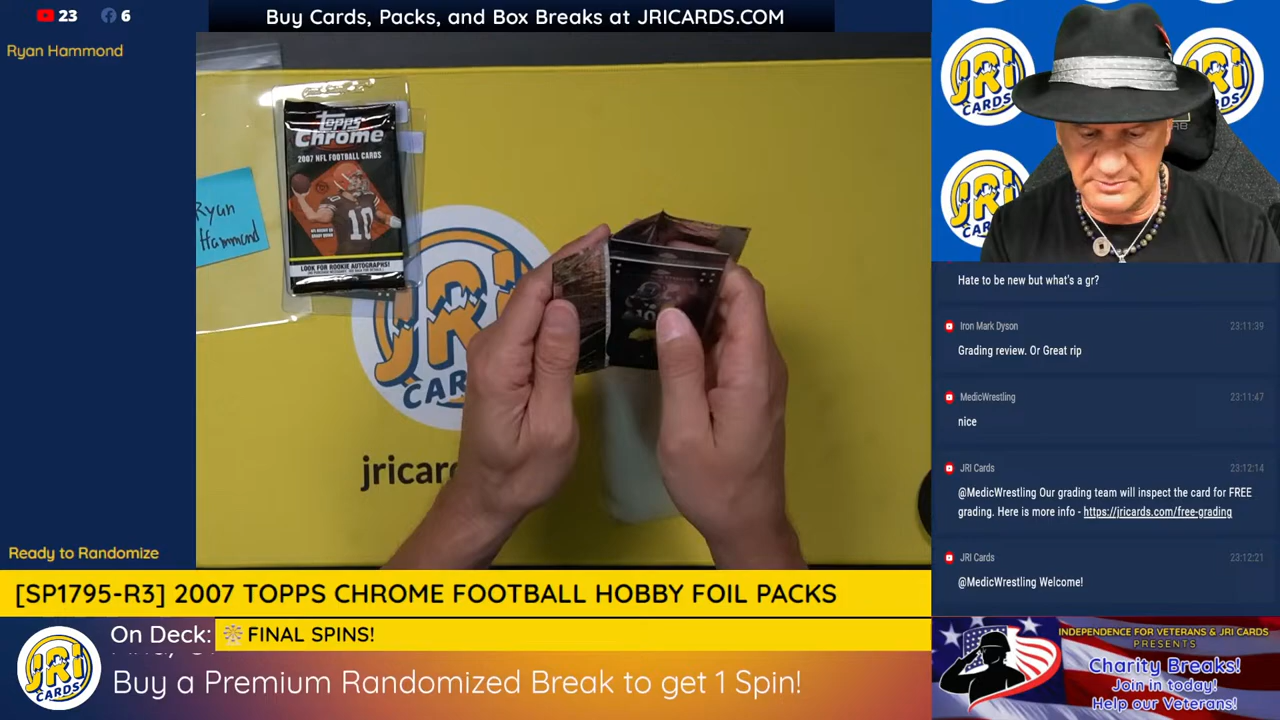 23 6
Buy Cards, Packs, and Box Breaks at JRICARDS.COM
Ryan Hammond
JRI
CARDS
Topps
Chrome
2007 NFL FOOTBALL CARDS
10
LOOK FOR ROOKIE AUTOGRAPHS!
Ryan
Hammond
JRI
CAR
jricar
Hate to be new but what's a gr?
Iron Mark Dyson 23:11:39
Grading review. Or Great rip
MedicWrestling 23:11:47
nice
JRI Cards 23:12:14
@MedicWrestling Our grading team will inspect the card for FREE
grading. Here is more info - https://jricards.com/free-grading
JRI Cards 23:12:21
@MedicWrestling Welcome!
Ready to Randomize
[SP1795-R3] 2007 TOPPS CHROME FOOTBALL HOBBY FOIL PACKS
On Deck: FINAL SPINS!
JRI
CARDS
Buy a Premium Randomized Break to get 1 Spin!
INDEPENDENCE FOR VETERANS & JRI CARDS
PRESENTS
Charity Breaks!
Join in today!
Help our Veterans!